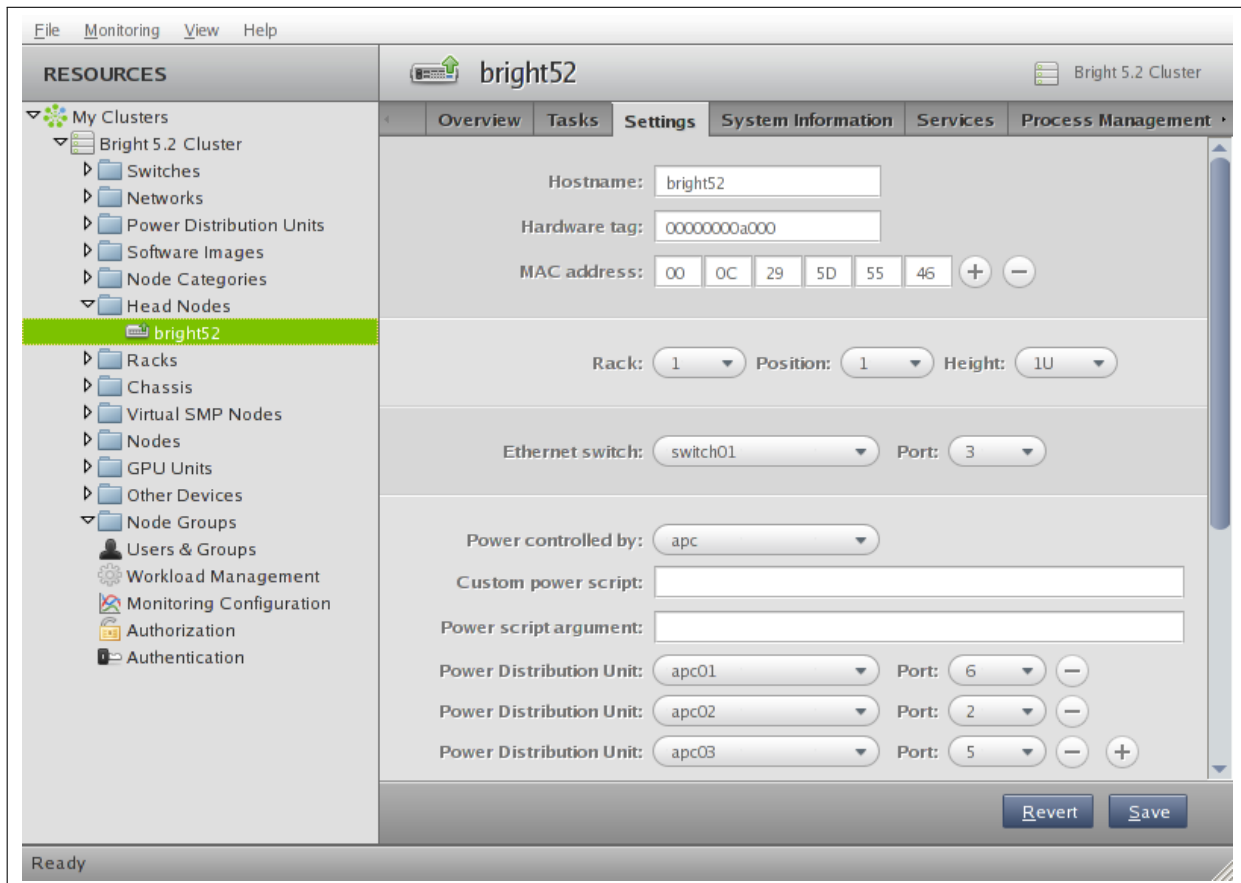 File Monitoring View Help
RESOURCES
My Clusters
Bright 5.2 Cluster
Switches
Networks
Power Distribution Units
Software Images
Node Categories
Head Nodes
bright52
Racks
Chassis
Virtual SMP Nodes
Nodes
GPU Units
Other Devices
Node Groups
Users & Groups
Workload Management
Monitoring Configuration
Authorization
Authentication
bright52
Bright 5.2 Cluster
Overview Tasks Settings System Information Services Process Management
Hostname: bright52
Hardware tag: 00000000a000
MAC address: 00 0C 29 5D 55 46
Rack: 1 Position: 1 Height: 1U
Ethernet switch: switch01 Port: 3
Power controlled by: apc
Custom power script:
Power script argument:
Power Distribution Unit: apc01 Port: 6
Power Distribution Unit: apc02 Port: 2
Power Distribution Unit: apc03 Port: 5
Revert Save
Ready